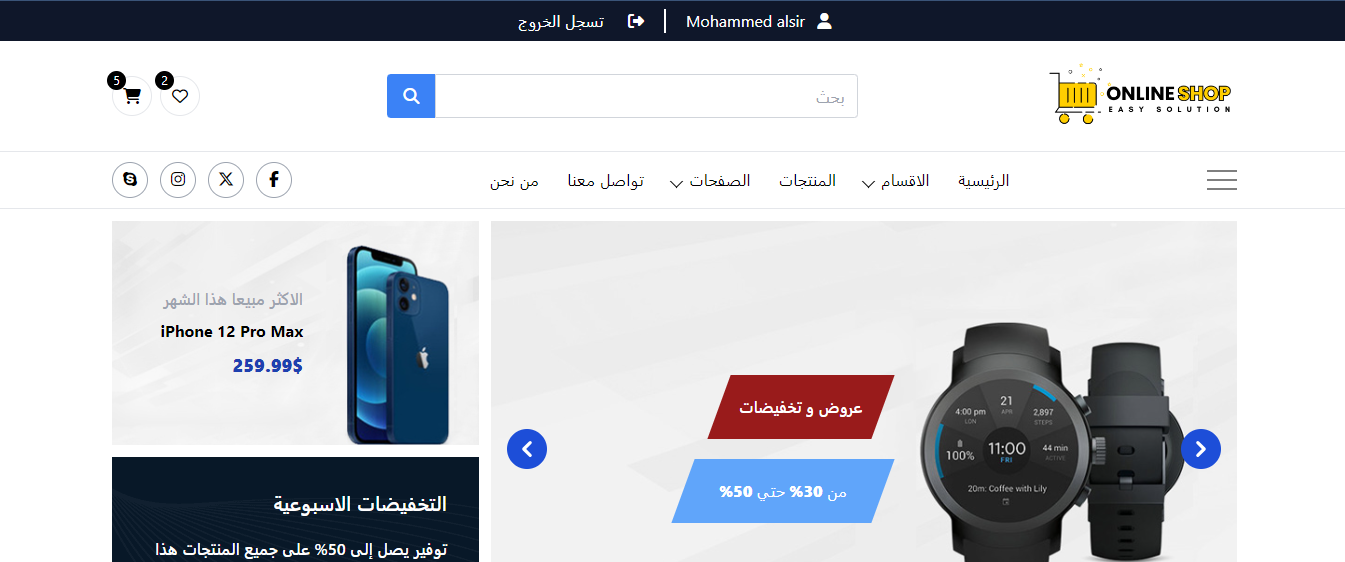 Mohammed alsir
تسجل الخروج
ONLINE SHOP
EASY SOLUTION
بحث
2
5
الرئيسية
الاقسام
المنتجات
الصفحات
تواصل معنا
من نحن
عروض و تخفيضات
من 30% حتي 50%
21
APR
4:00 pm
LON
2,897
STEPS
100%
11:00
FRI
44 min
ACTIVE
20m: Coffee with Lily
الاكثر مبيعا هذا الشهر
iPhone 12 Pro Max
259.99$
التخفيضات الاسبوعية
توفير يصل إلى 50% على جميع المنتجات هذا